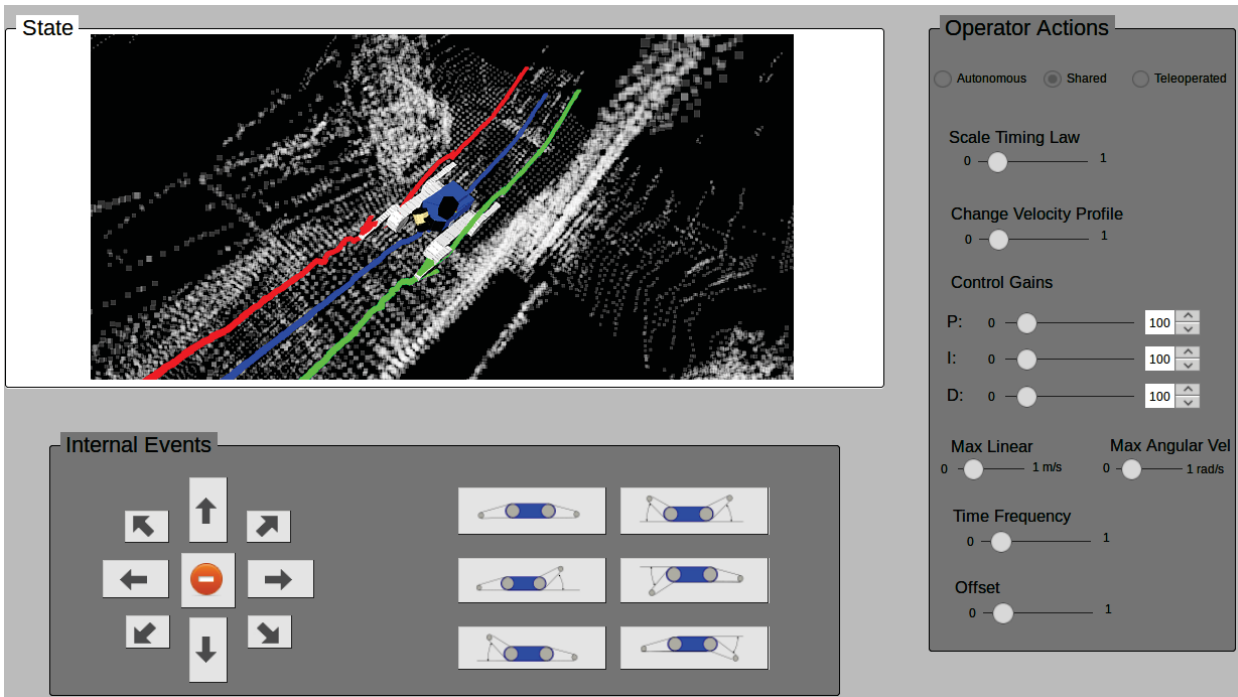 State
Operator Actions
Autonomous Shared Teleoperated
Scale Timing Law
0 1
Change Velocity Profile
0 1
Control Gains
P: 0 100
I: 0 100
D: 0 100
Max Linear Max Angular Vel
0 1 m/s 0 1 rad/s
Time Frequency
0 1
Offset
0 1
Internal Events